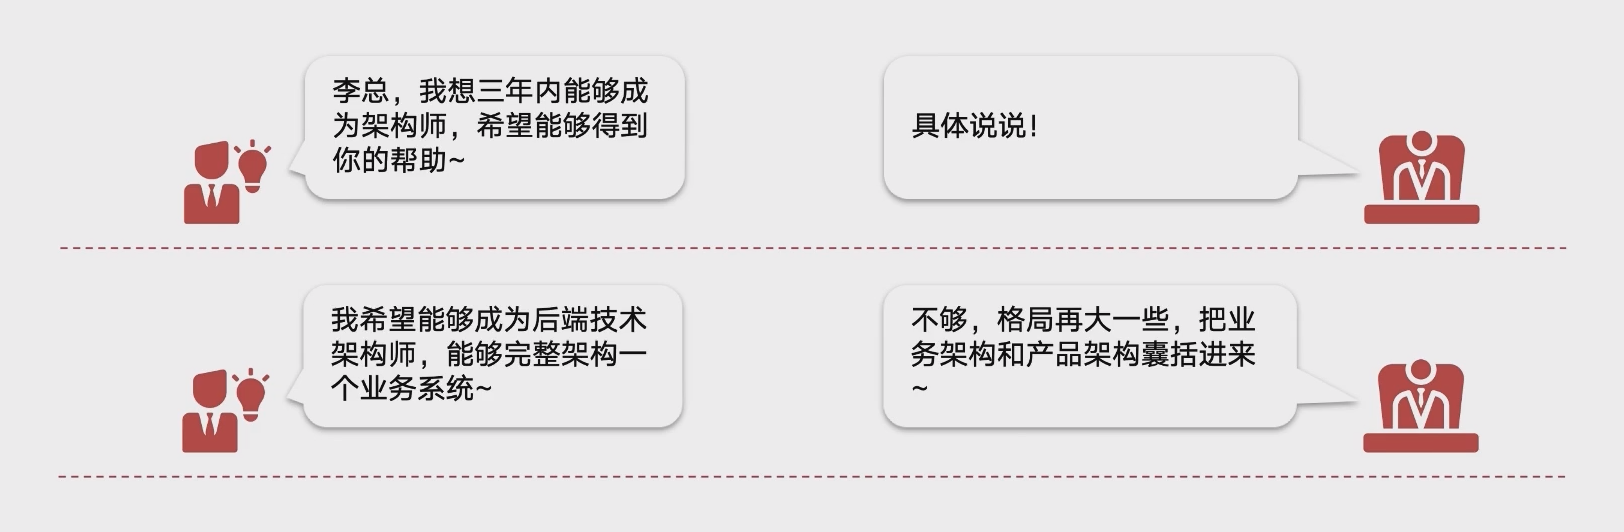 李总，我想三年内能够成
为架构师，希望能够得到
你的帮助~
具体说说！
我希望能够成为后端技术
架构师，能够完整架构一
个业务系统~
不够，格局再大一些，把业
务架构和产品架构囊括进来
~